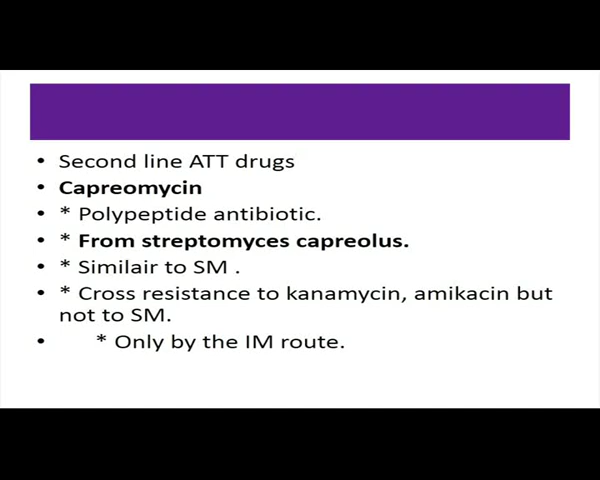 • Second line ATT drugs
• Capreomycin
• * Polypeptide antibiotic.
• * From streptomyces capreolus.
• * Similair to SM .
• * Cross resistance to kanamycin, amikacin but
not to SM.
• * Only by the IM route.